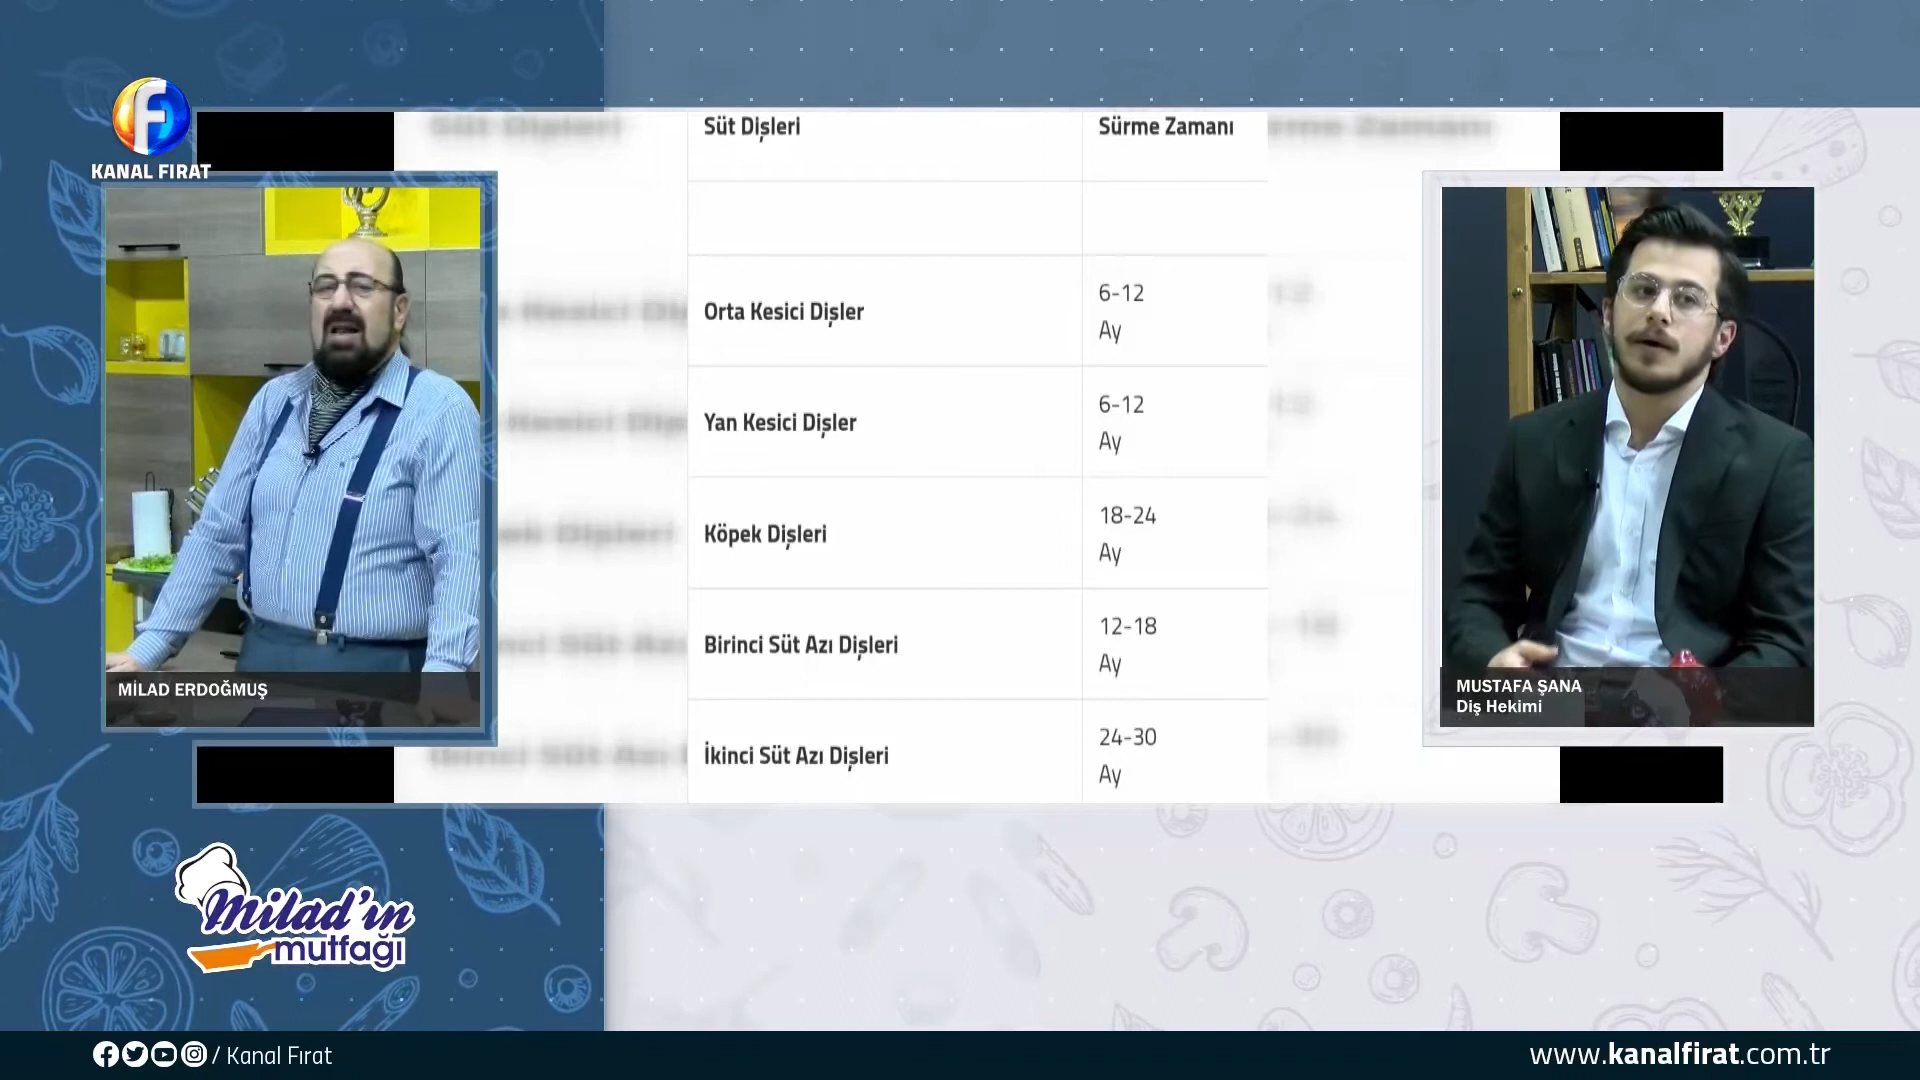 KANAL FIRAT
Süt Dişleri
Sürme Zamanı
Orta Kesici Dişler
6-12
Ay
Yan Kesici Dişler
6-12
Ay
Köpek Dişleri
18-24
Ay
Birinci Süt Azı Dişleri
12-18
Ay
İkinci Süt Azı Dişleri
24-30
Ay
MİLAD ERDOĞMUŞ
MUSTAFA ŞANA
Diş Hekimi
Milad'ın
mutfağı
/ Kanal Fırat
www.kanalfirat.com.tr